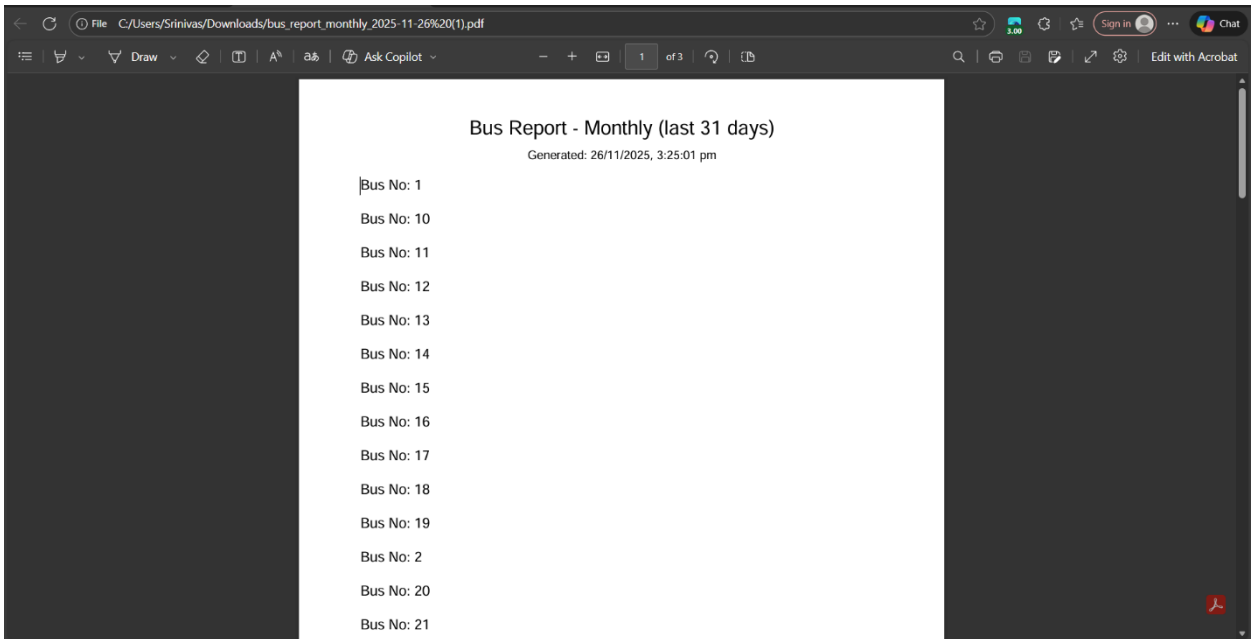 File C:/Users/Srinivas/Downloads/bus_report_monthly_2025-11-26%20(1).pdf 3.00 Sign in Chat
Draw A aあ Ask Copilot 1 of 3 Edit with Acrobat
Bus Report - Monthly (last 31 days)
Generated: 26/11/2025, 3:25:01 pm
Bus No: 1
Bus No: 10
Bus No: 11
Bus No: 12
Bus No: 13
Bus No: 14
Bus No: 15
Bus No: 16
Bus No: 17
Bus No: 18
Bus No: 19
Bus No: 2
Bus No: 20
Bus No: 21